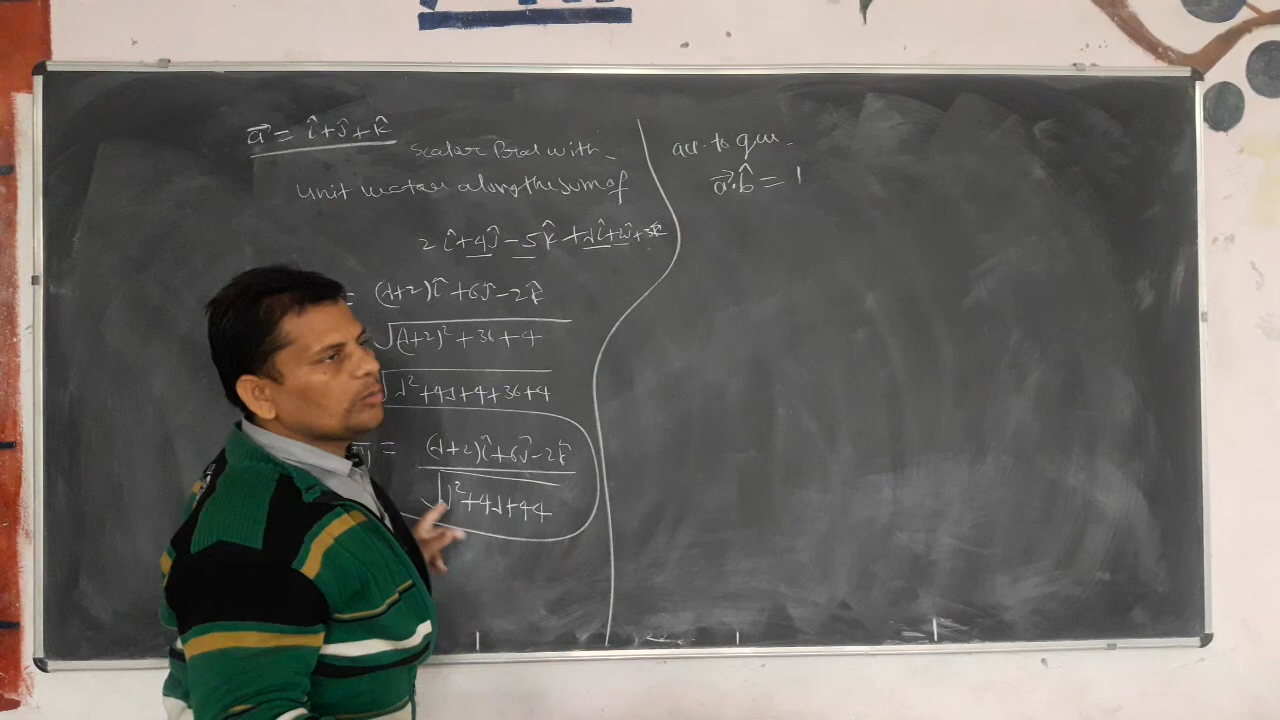 a⃗ = î+ĵ+k̂
Scalar Prod with
unit vector along the sum of
2î+4ĵ-5k̂+λî+2ĵ+3k̂
= (λ+2)î+6ĵ-2k̂
√(λ+2)²+36+4
√λ²+4λ+4+36+4
= (λ+2)î+6ĵ-2k̂
√λ²+4λ+44
acc. to que.
a⃗.b̂ = 1